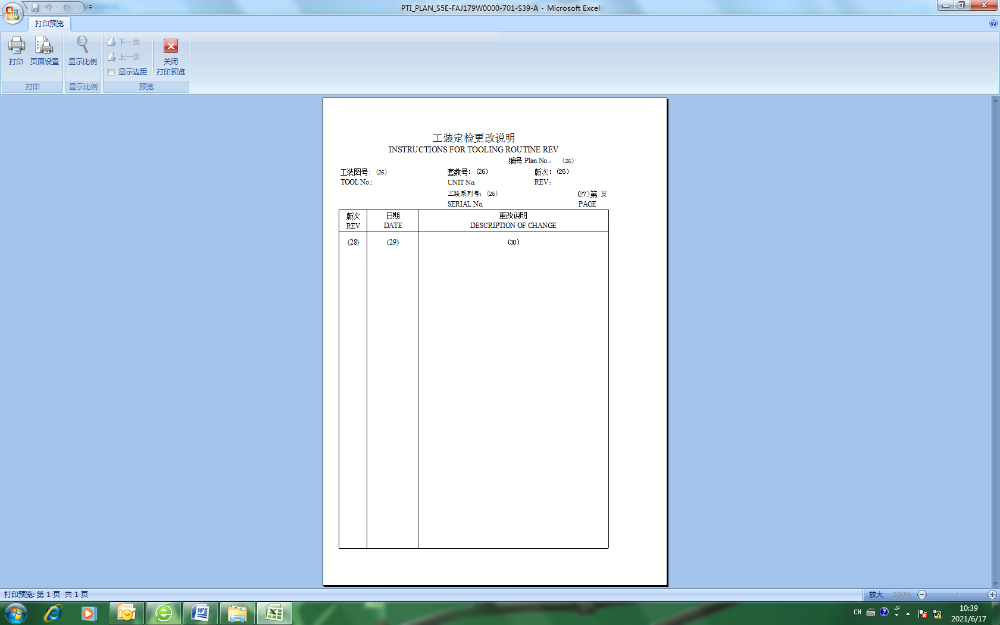 PTI_PLAN_S5E-FAJ179W0000-701-S39-A - Microsoft Excel
打印预览
打印
页面设置
显示比例
下一页
上一页
显示边距
关闭
打印预览
打印
显示比例
预览
工装定检更改说明
INSTRUCTIONS FOR TOOLING ROUTINE REV
编号 Plan No.: (26)
工装图号: (26) 套数号: (26) 版次: (26)
TOOL No.: UNIT No. REV:
工装系列号: (26) (27)第 页
SERIAL No. PAGE
版次 日期 更改说明
REV DATE DESCRIPTION OF CHANGE
(28) (29) (30)
打印预览: 第 1 页 共 1 页
放大 100%
CH
10:39
2021/6/17